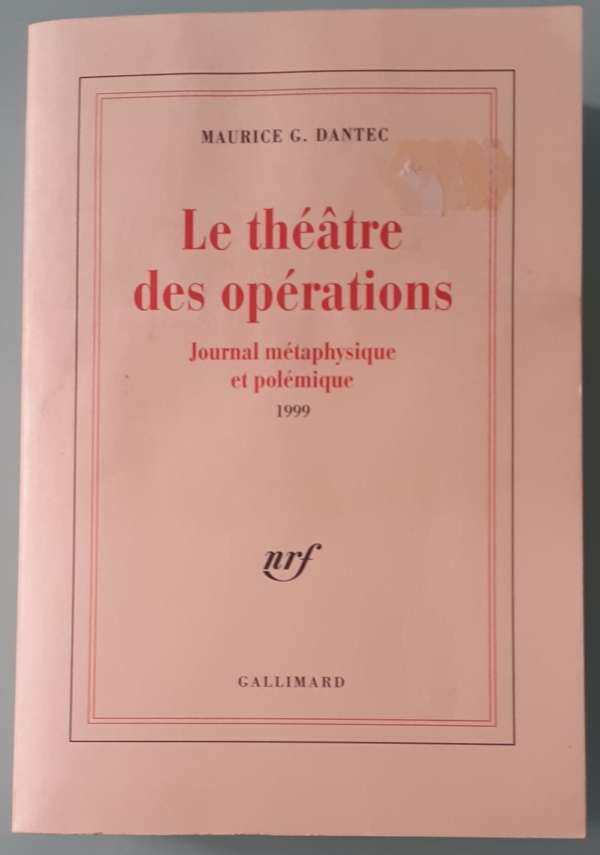 MAURICE G. DANTEC
Le théâtre
des opérations
Journal métaphysique
et polémique
1999
nrf
GALLIMARD